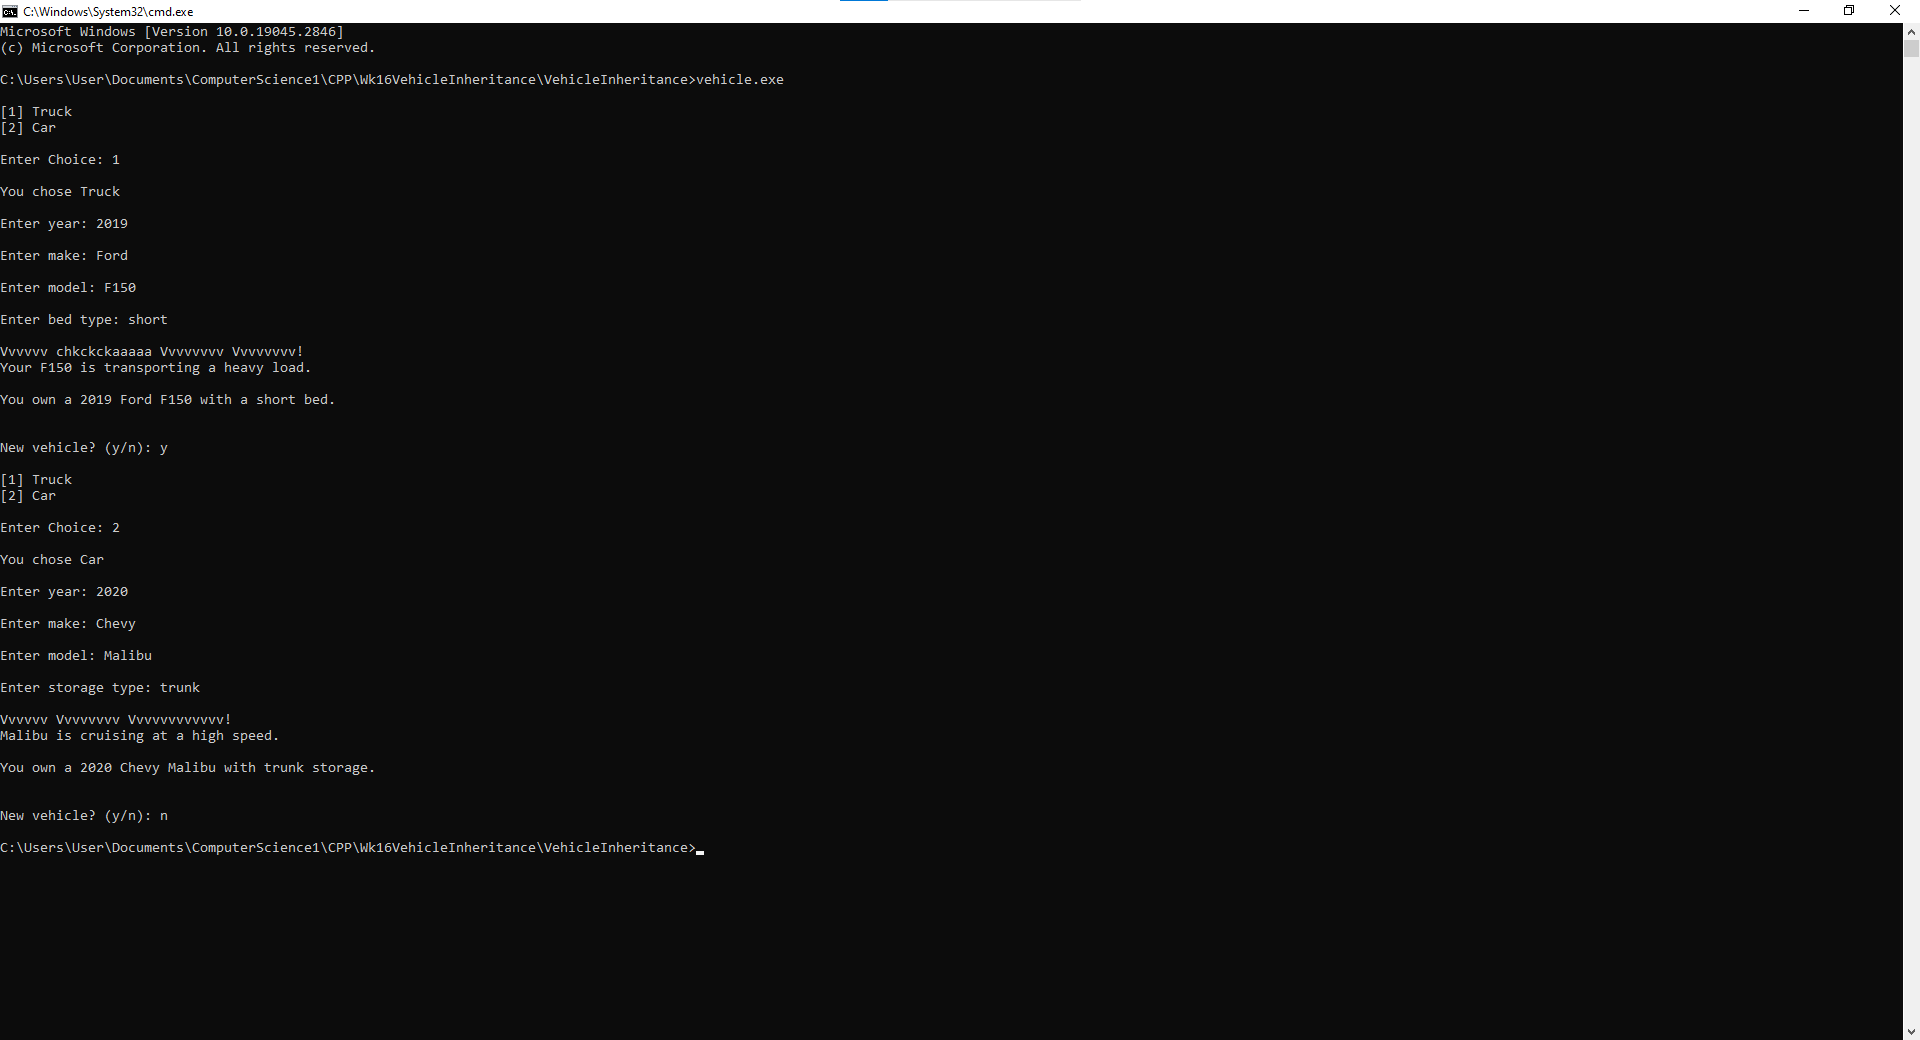 C:\Windows\System32\cmd.exe
Microsoft Windows [Version 10.0.19045.2846]
(c) Microsoft Corporation. All rights reserved.
C:\Users\User\Documents\ComputerScience1\CPP\Wk16VehicleInheritance\VehicleInheritance>vehicle.exe
[1] Truck
[2] Car
Enter Choice: 1
You chose Truck
Enter year: 2019
Enter make: Ford
Enter model: F150
Enter bed type: short
Vvvvvv chkckckaaaaa Vvvvvvvv Vvvvvvvv!
Your F150 is transporting a heavy load.
You own a 2019 Ford F150 with a short bed.
New vehicle? (y/n): y
[1] Truck
[2] Car
Enter Choice: 2
You chose Car
Enter year: 2020
Enter make: Chevy
Enter model: Malibu
Enter storage type: trunk
Vvvvvv Vvvvvvvv Vvvvvvvvvvvv!
Malibu is cruising at a high speed.
You own a 2020 Chevy Malibu with trunk storage.
New vehicle? (y/n): n
C:\Users\User\Documents\ComputerScience1\CPP\Wk16VehicleInheritance\VehicleInheritance>